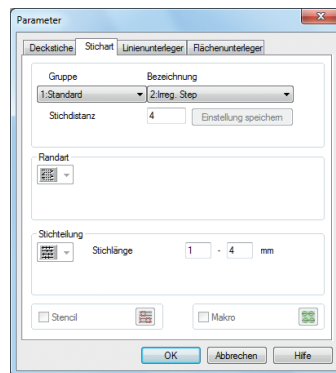 Parameter
Deckstiche Stichart Linienunterleger Flächenunterleger
Gruppe Bezeichnung
1:Standard 2:Irreg. Step
Stichdistanz 4 Einstellung speichern
Randart
Stichteilung
Stichlänge 1 - 4 mm
Stencil Makro
OK Abbrechen Hilfe